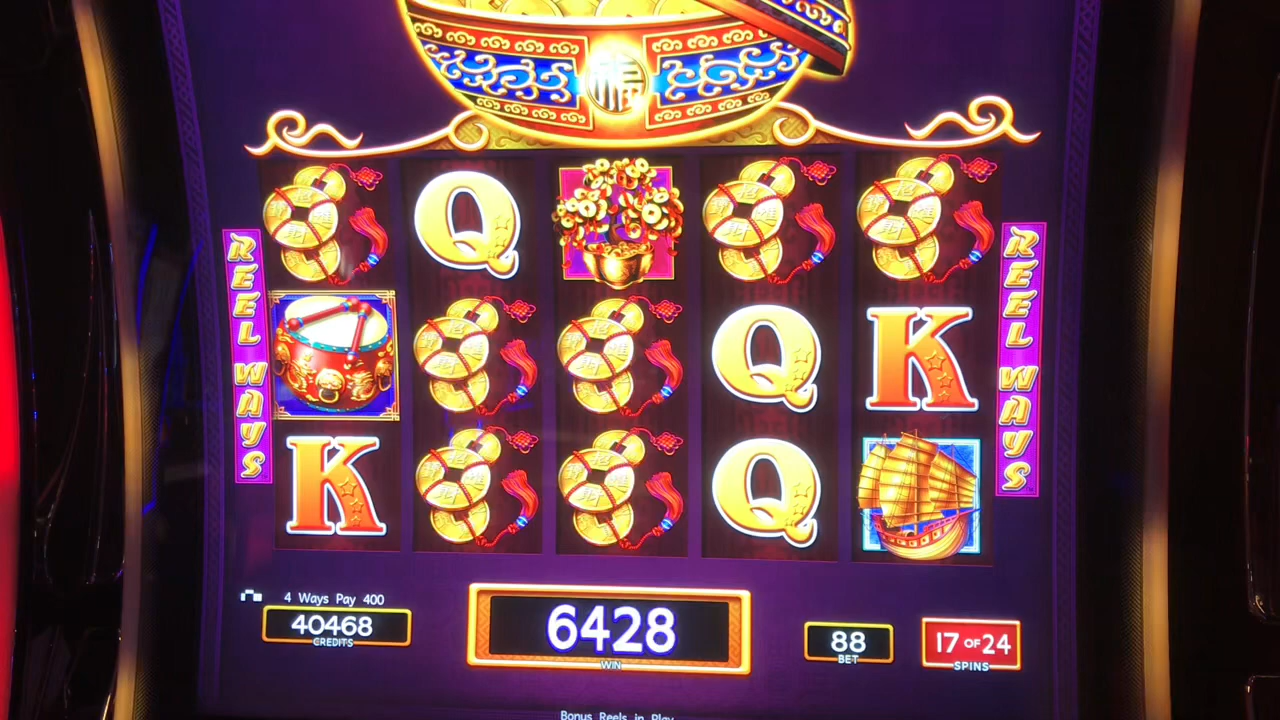 福
Q
REEL WAYS
REEL WAYS
Q
K
K
Q
4 Ways Pay 400
40468
CREDITS
6428
WIN
88
BET
17 OF 24
SPINS
Bonus Reels in Play